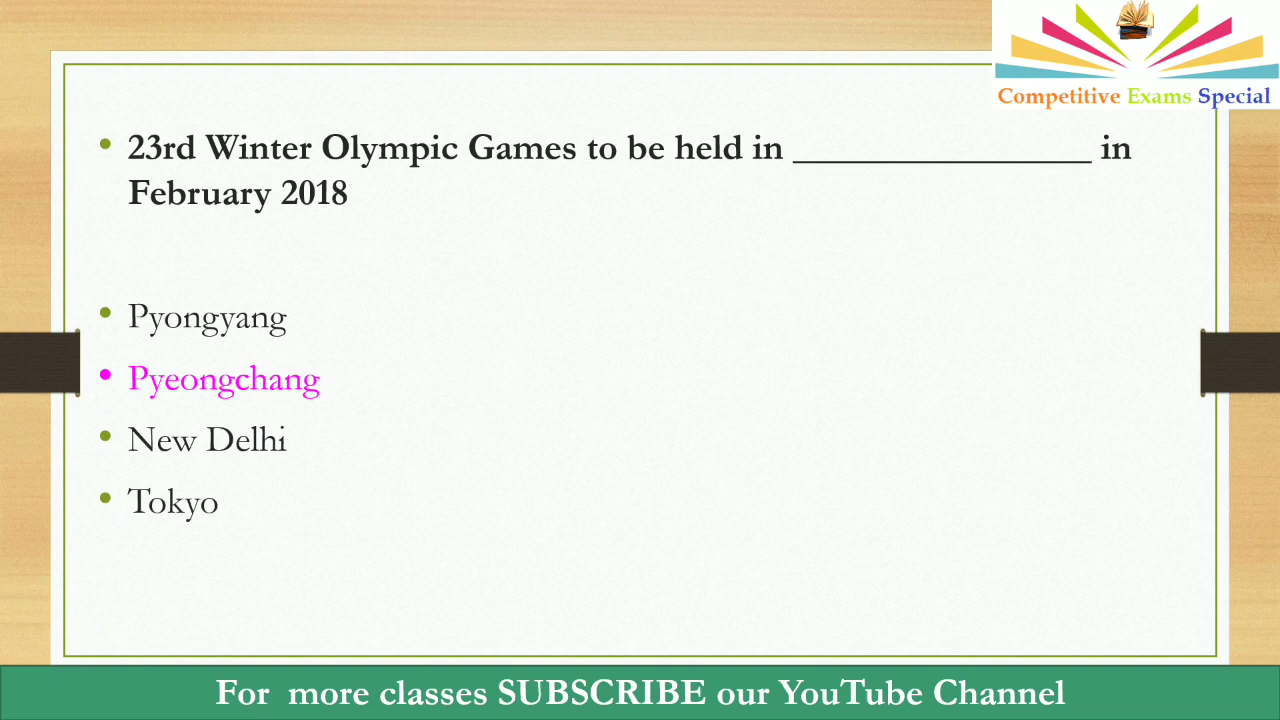 Competitive Exams Special
• 23rd Winter Olympic Games to be held in _________________ in
February 2018
• Pyongyang
• Pyeongchang
• New Delhi
• Tokyo
For more classes SUBSCRIBE our YouTube Channel